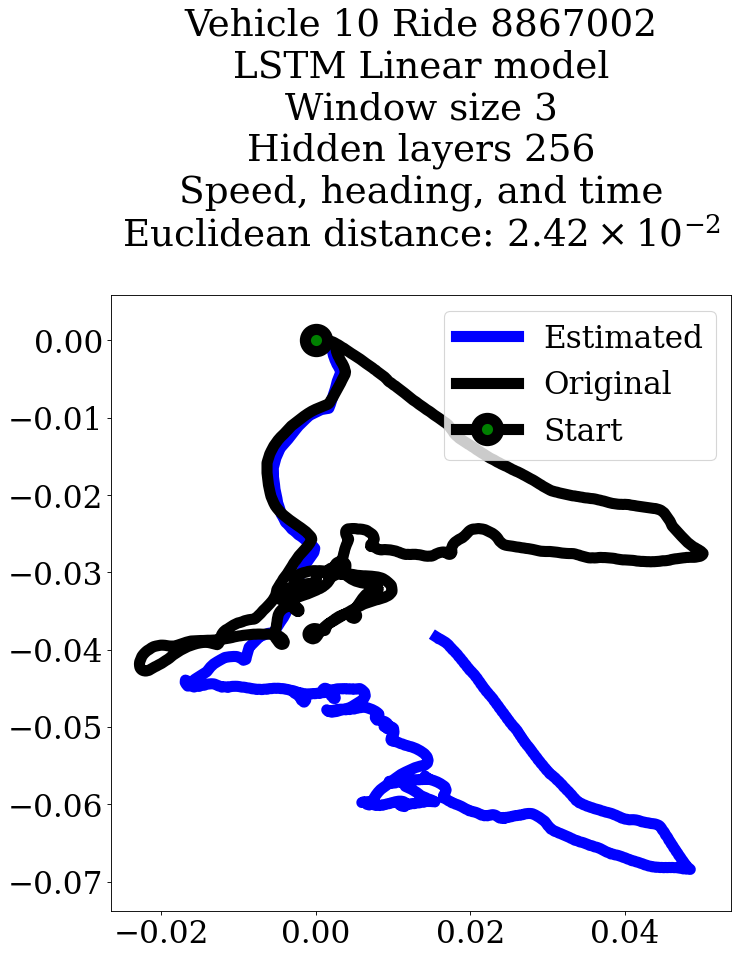 Vehicle 10 Ride 8867002
LSTM Linear model
Window size 3
Hidden layers 256
Speed, heading, and time
Euclidean distance: 2.42 × 10⁻²
Estimated
Original
Start
0.00
−0.01
−0.02
−0.03
−0.04
−0.05
−0.06
−0.07
−0.02 0.00 0.02 0.04